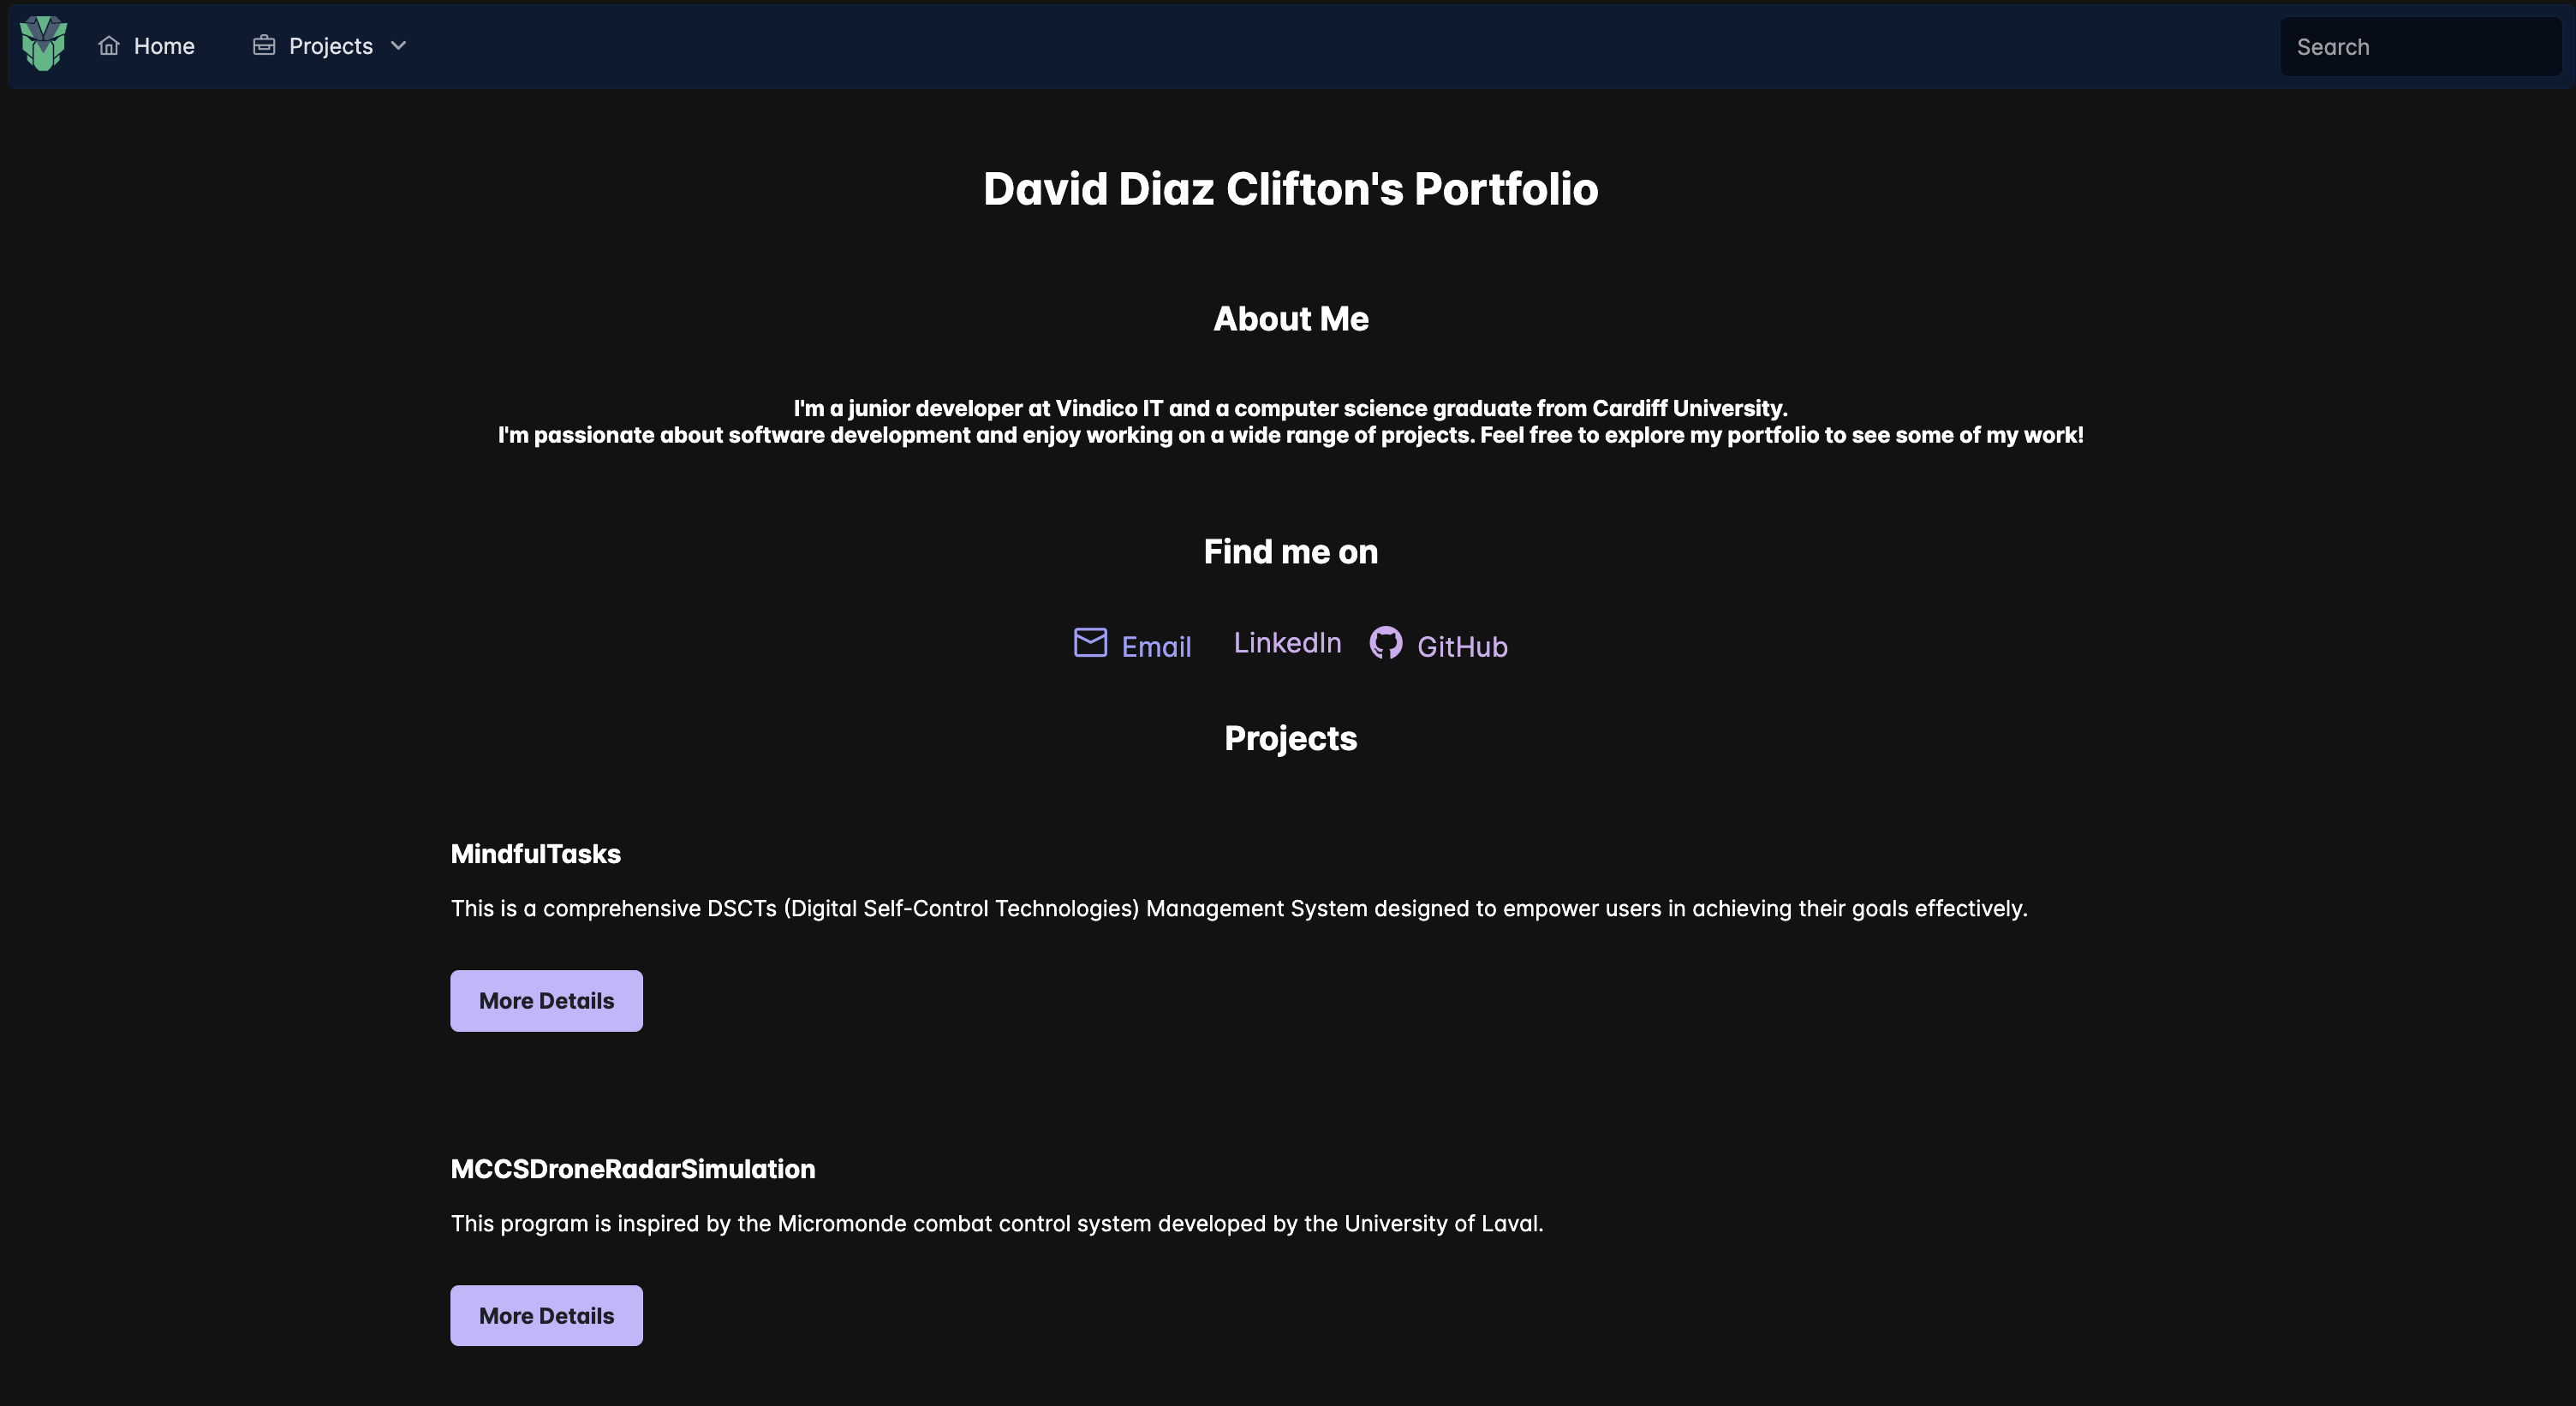 Home
Projects
Search
David Diaz Clifton's Portfolio
About Me
I'm a junior developer at Vindico IT and a computer science graduate from Cardiff University.
I'm passionate about software development and enjoy working on a wide range of projects. Feel free to explore my portfolio to see some of my work!
Find me on
Email
LinkedIn
GitHub
Projects
MindfulTasks
This is a comprehensive DSCTs (Digital Self-Control Technologies) Management System designed to empower users in achieving their goals effectively.
More Details
MCCSDroneRadarSimulation
This program is inspired by the Micromonde combat control system developed by the University of Laval.
More Details